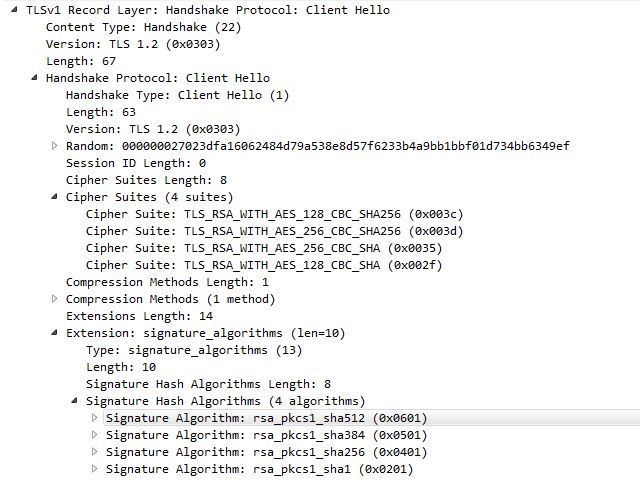 TLSv1 Record Layer: Handshake Protocol: Client Hello
Content Type: Handshake (22)
Version: TLS 1.2 (0x0303)
Length: 67
Handshake Protocol: Client Hello
Handshake Type: Client Hello (1)
Length: 63
Version: TLS 1.2 (0x0303)
Random: 000000027023dfa16062484d79a538e8d57f6233b4a9bb1bbf01d734bb6349ef
Session ID Length: 0
Cipher Suites Length: 8
Cipher Suites (4 suites)
Cipher Suite: TLS_RSA_WITH_AES_128_CBC_SHA256 (0x003c)
Cipher Suite: TLS_RSA_WITH_AES_256_CBC_SHA256 (0x003d)
Cipher Suite: TLS_RSA_WITH_AES_256_CBC_SHA (0x0035)
Cipher Suite: TLS_RSA_WITH_AES_128_CBC_SHA (0x002f)
Compression Methods Length: 1
Compression Methods (1 method)
Extensions Length: 14
Extension: signature_algorithms (len=10)
Type: signature_algorithms (13)
Length: 10
Signature Hash Algorithms Length: 8
Signature Hash Algorithms (4 algorithms)
Signature Algorithm: rsa_pkcs1_sha512 (0x0601)
Signature Algorithm: rsa_pkcs1_sha384 (0x0501)
Signature Algorithm: rsa_pkcs1_sha256 (0x0401)
Signature Algorithm: rsa_pkcs1_sha1 (0x0201)